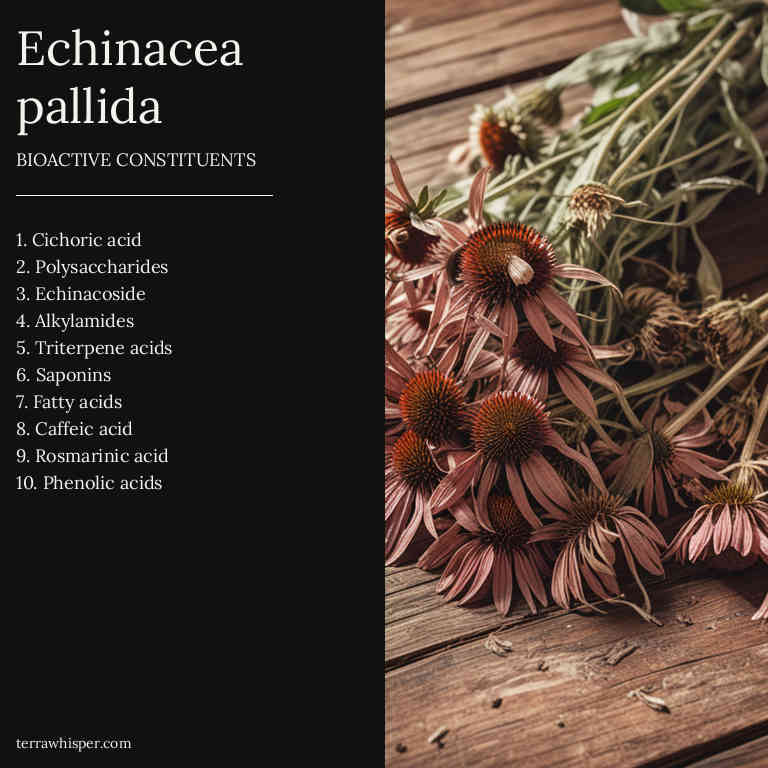 Echinacea
pallida
BIOACTIVE CONSTITUENTS
1. Cichoric acid
2. Polysaccharides
3. Echinacoside
4. Alkylamides
5. Triterpene acids
6. Saponins
7. Fatty acids
8. Caffeic acid
9. Rosmarinic acid
10. Phenolic acids
terrawhisper.com